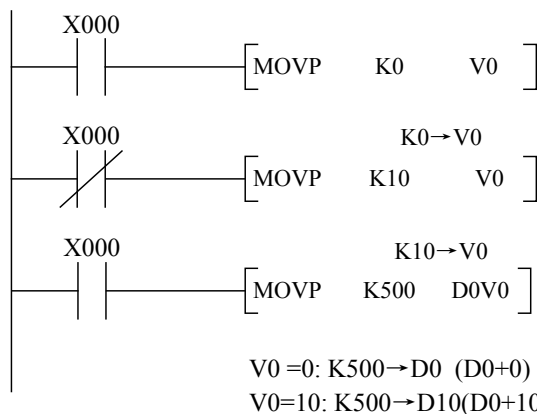 X000
MOVP K0 V0
K0→V0
X000
MOVP K10 V0
K10→V0
X000
MOVP K500 D0V0
V0 =0: K500→D0 (D0+0)
V0=10: K500→D10(D0+10